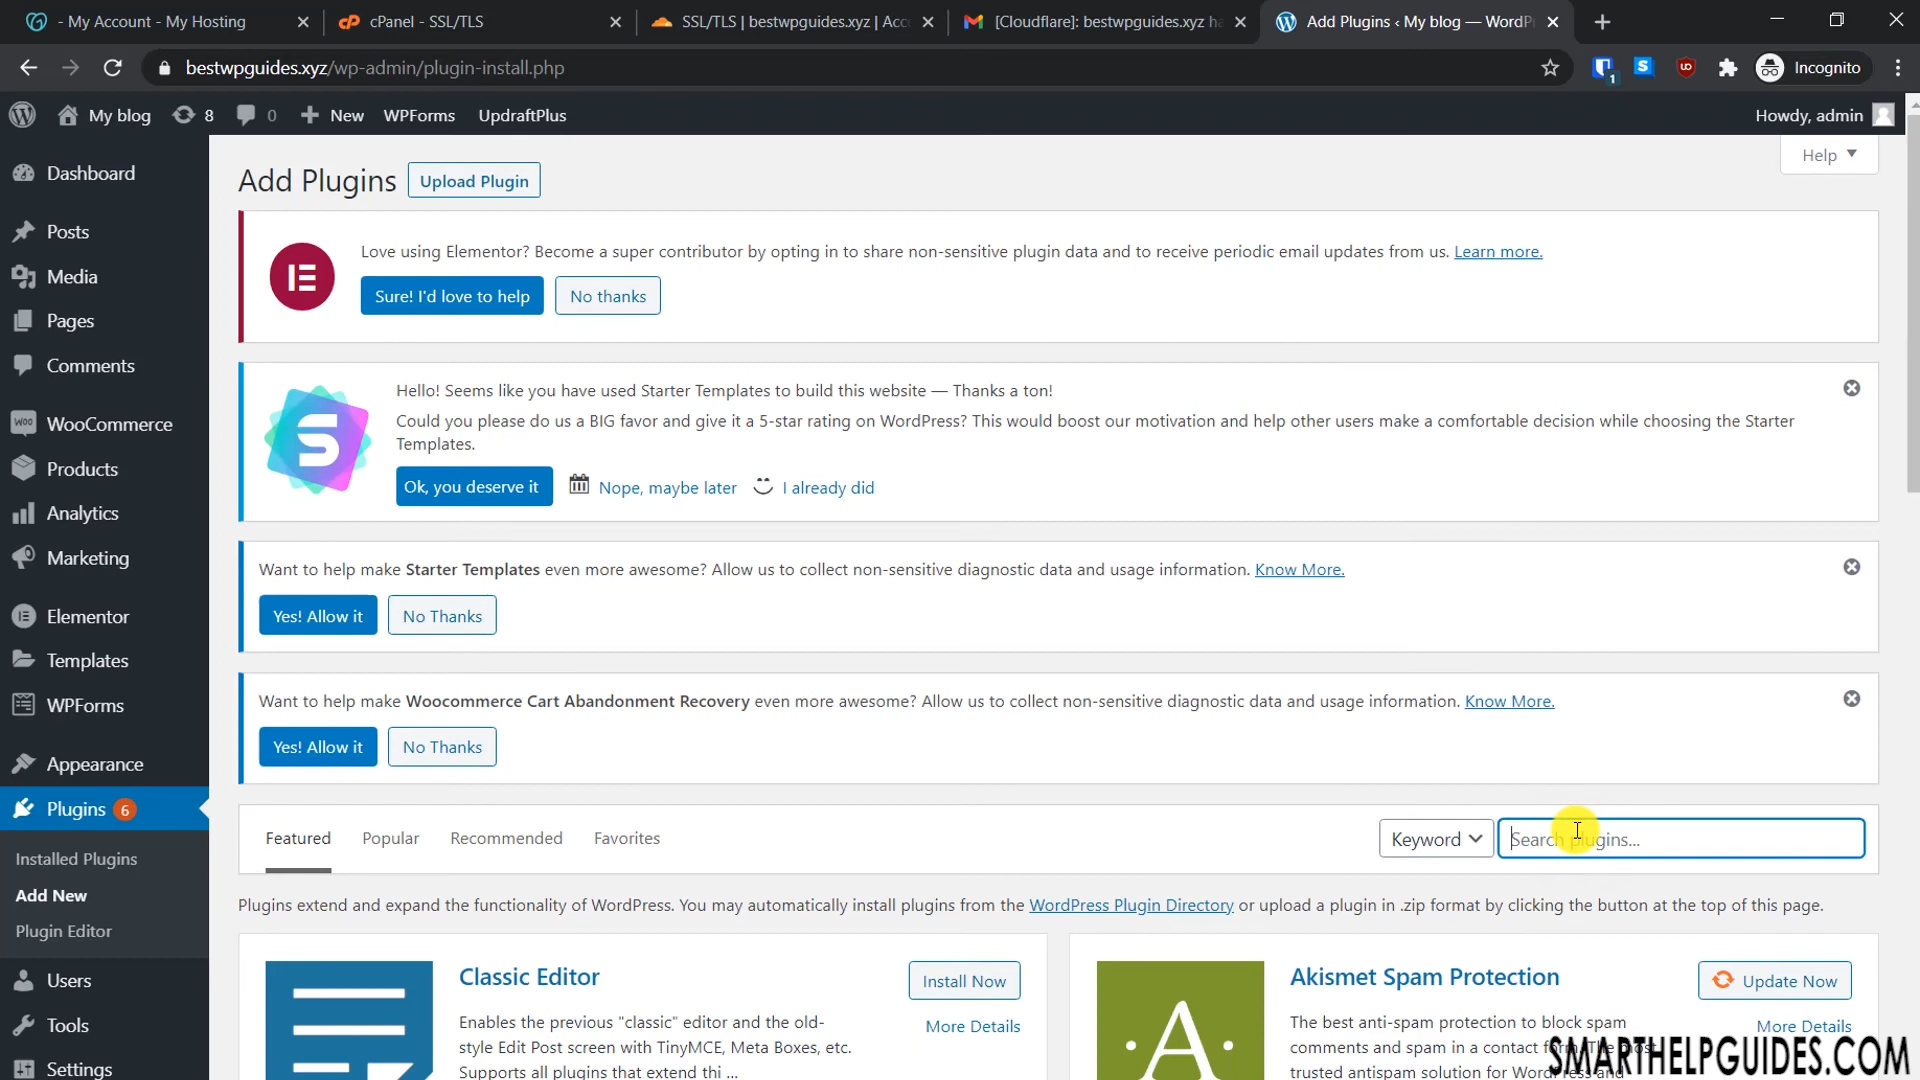 - My Account - My Hosting
cPanel - SSL/TLS
SSL/TLS | bestwpguides.xyz | Acc
[Cloudflare]: bestwpguides.xyz ha
Add Plugins ‹ My blog — WordPr
bestwpguides.xyz/wp-admin/plugin-install.php
1
Incognito
My blog
8
0
New
WPForms
UpdraftPlus
Howdy, admin
Help
Dashboard
Posts
Media
Pages
Comments
WooCommerce
Products
Analytics
Marketing
Elementor
Templates
WPForms
Appearance
Plugins 6
Installed Plugins
Add New
Plugin Editor
Users
Tools
Settings
Add Plugins
Upload Plugin
Love using Elementor? Become a super contributor by opting in to share non-sensitive plugin data and to receive periodic email updates from us. Learn more.
Sure! I'd love to help
No thanks
Hello! Seems like you have used Starter Templates to build this website — Thanks a ton!
Could you please do us a BIG favor and give it a 5-star rating on WordPress? This would boost our motivation and help other users make a comfortable decision while choosing the Starter
Templates.
Ok, you deserve it
Nope, maybe later
I already did
Want to help make Starter Templates even more awesome? Allow us to collect non-sensitive diagnostic data and usage information. Know More.
Yes! Allow it
No Thanks
Want to help make Woocommerce Cart Abandonment Recovery even more awesome? Allow us to collect non-sensitive diagnostic data and usage information. Know More.
Yes! Allow it
No Thanks
Featured
Popular
Recommended
Favorites
Keyword
Search plugins...
Plugins extend and expand the functionality of WordPress. You may automatically install plugins from the WordPress Plugin Directory or upload a plugin in .zip format by clicking the button at the top of this page.
Classic Editor
Install Now
More Details
Enables the previous "classic" editor and the old-
style Edit Post screen with TinyMCE, Meta Boxes, etc.
Supports all plugins that extend thi ...
Akismet Spam Protection
Update Now
More Details
The best anti-spam protection to block spam
comments and spam in a contact form. The most
trusted antispam solution for WordPress and
SMARTHELPGUIDES.COM